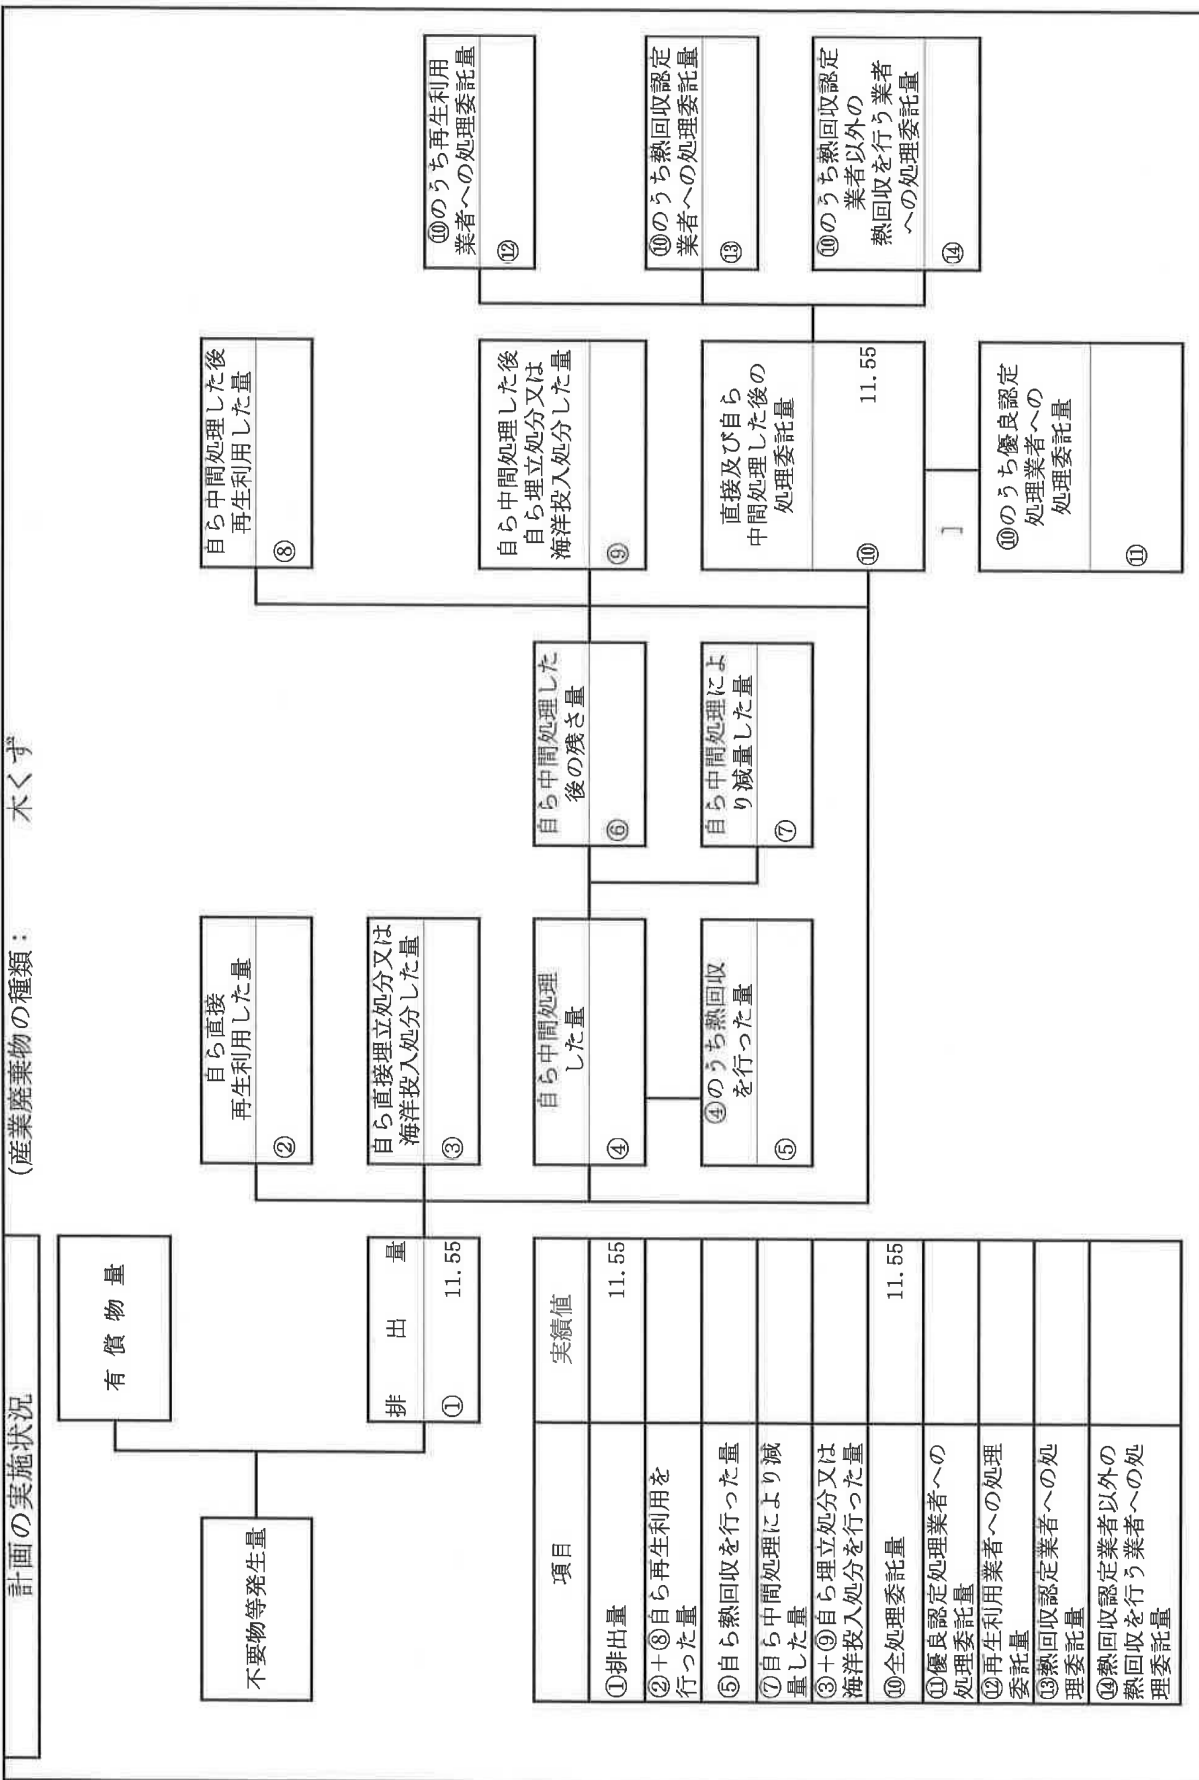 計画の実施状況
(産業廃棄物の種類：　木くず
不要物等発生量
有 償 物 量
排 出 量
① 11.55
自ら直接
再生利用した量
②
自ら直接埋立処分又は
海洋投入処分した量
③
自ら中間処理
した量
④
④のうち熱回収
を行った量
⑤
自ら中間処理した
後の残さ量
⑥
自ら中間処理によ
り減量した量
⑦
自ら中間処理した後
再生利用した量
⑧
自ら中間処理した後
自ら埋立処分又は
海洋投入処分した量
⑨
直接及び自ら
中間処理した後の
処理委託量
⑩ 11.55
⑩のうち優良認定
処理業者への
処理委託量
⑪
⑩のうち再生利用
業者への処理委託量
⑫
⑩のうち熱回収認定
業者への処理委託量
⑬
⑩のうち熱回収認定
業者以外の
熱回収を行う業者
への処理委託量
⑭
項目 実績値
①排出量 11.55
②＋⑧自ら再生利用を
行った量
⑤自ら熱回収を行った量
⑦自ら中間処理により減
量した量
③＋⑨自ら埋立処分又は
海洋投入処分を行った量
⑩全処理委託量 11.55
⑪優良認定処理業者への
処理委託量
⑫再生利用業者への処理
委託量
⑬熱回収認定業者への処
理委託量
⑭熱回収認定業者以外の
熱回収を行う業者への処
理委託量